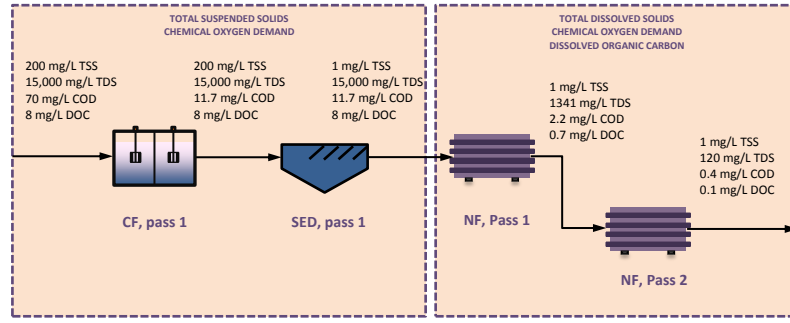 TOTAL SUSPENDED SOLIDS
CHEMICAL OXYGEN DEMAND
200 mg/L TSS
15,000 mg/L TDS
70 mg/L COD
8 mg/L DOC
200 mg/L TSS
15,000 mg/L TDS
11.7 mg/L COD
8 mg/L DOC
1 mg/L TSS
15,000 mg/L TDS
11.7 mg/L COD
8 mg/L DOC
CF, pass 1
SED, pass 1
TOTAL DISSOLVED SOLIDS
CHEMICAL OXYGEN DEMAND
DISSOLVED ORGANIC CARBON
1 mg/L TSS
1341 mg/L TDS
2.2 mg/L COD
0.7 mg/L DOC
1 mg/L TSS
120 mg/L TDS
0.4 mg/L COD
0.1 mg/L DOC
NF, Pass 1
NF, Pass 2